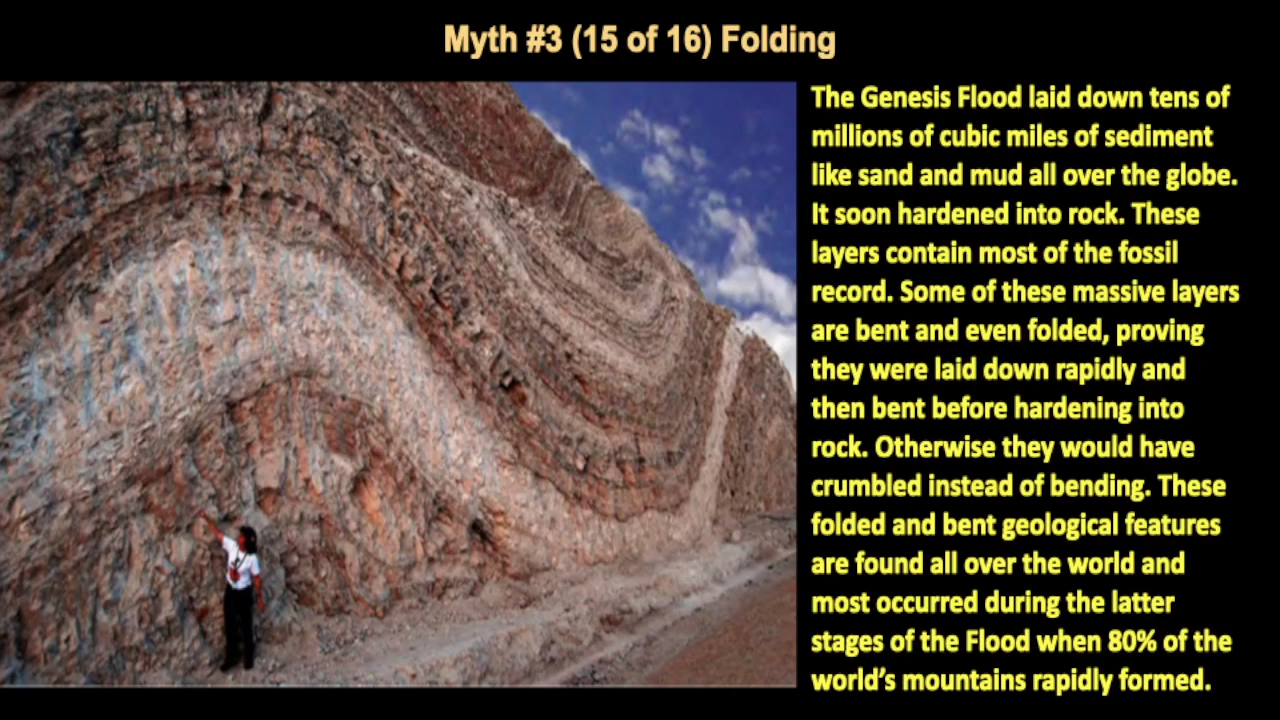 Myth #3 (15 of 16) Folding
The Genesis Flood laid down tens of
millions of cubic miles of sediment
like sand and mud all over the globe.
It soon hardened into rock. These
layers contain most of the fossil
record. Some of these massive layers
are bent and even folded, proving
they were laid down rapidly and
then bent before hardening into
rock. Otherwise they would have
crumbled instead of bending. These
folded and bent geological features
are found all over the world and
most occurred during the latter
stages of the Flood when 80% of the
world’s mountains rapidly formed.